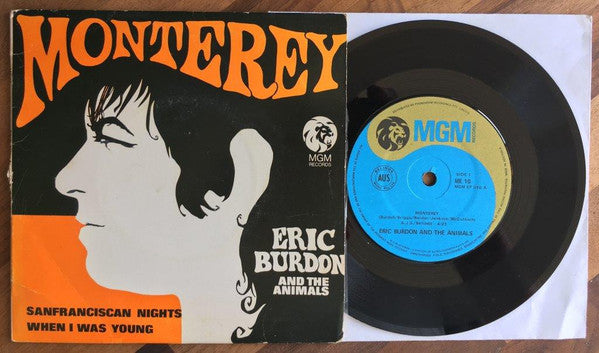 MONTEREY
MGM
RECORDS
ERIC
BURDON
AND THE
ANIMALS
SANFRANCISCAN NIGHTS
WHEN I WAS YOUNG
MGM
RECORDS
AUS
SIDE 1
MONTEREY
ERIC BURDON AND THE ANIMALS